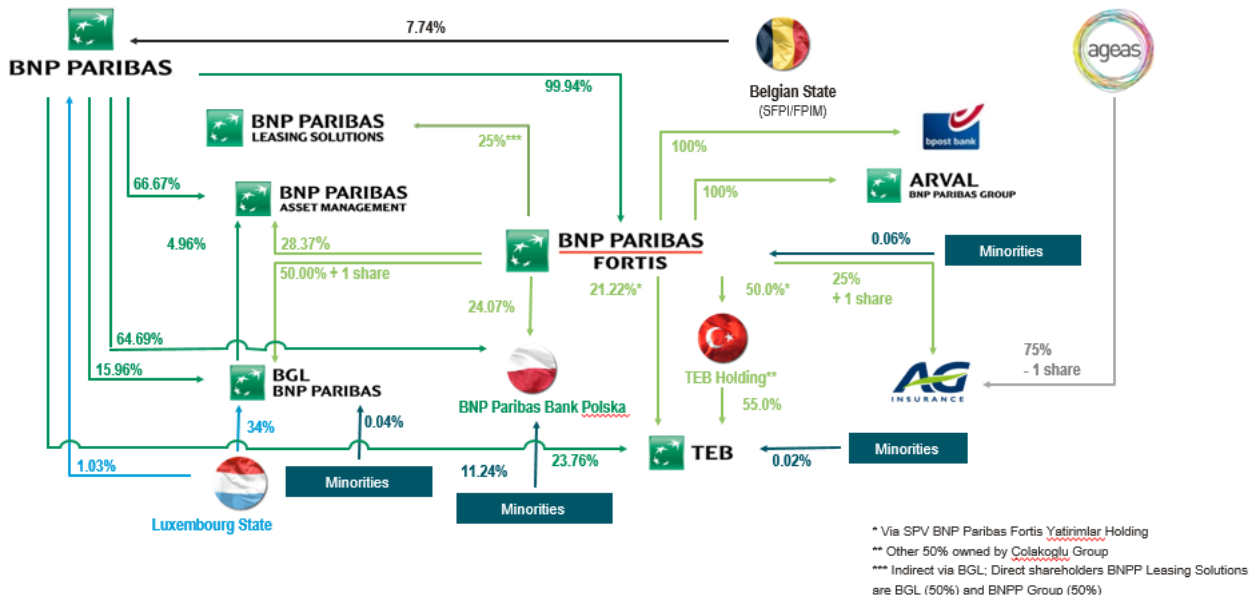 7.74%
ageas
BNP PARIBAS
99.94%
Belgian State
(SFPI/FPIM)
BNP PARIBAS
LEASING SOLUTIONS
25%***
100%
bpost bank
66.67%
BNP PARIBAS
ASSET MANAGEMENT
100%
ARVAL
BNP PARIBAS GROUP
4.96%
28.37%
BNP PARIBAS
FORTIS
0.06%
Minorities
50.00% + 1 share
24.07%
21.22%*
50.0%*
25%
+ 1 share
64.69%
15.96%
BGL
BNP PARIBAS
BNP Paribas Bank Polska
TEB Holding**
55.0%
AG
INSURANCE
75%
- 1 share
34%
0.04%
1.03%
Minorities
11.24%
23.76%
TEB
0.02%
Minorities
Minorities
Luxembourg State
* Via SPV BNP Paribas Fortis Yatirimlar Holding
** Other 50% owned by Çolakoglu Group
*** Indirect via BGL; Direct shareholders BNPP Leasing Solutions
are BGL (50%) and BNPP Group (50%)